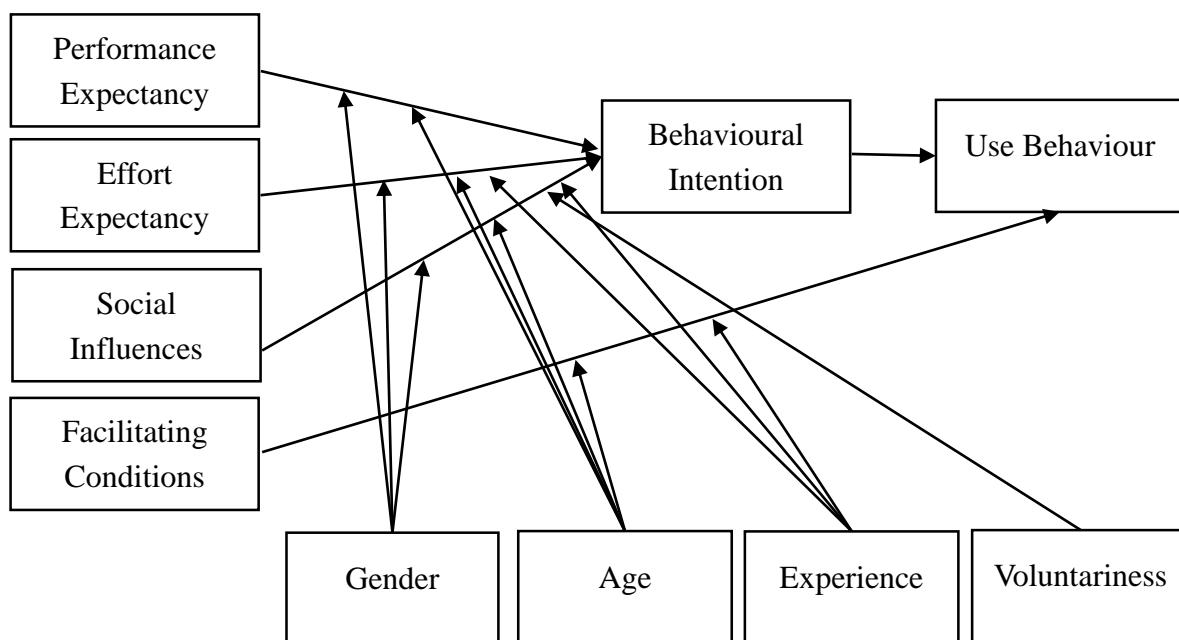 Performance
Expectancy
Effort
Expectancy
Social
Influences
Facilitating
Conditions
Behavioural
Intention
Use Behaviour
Gender
Age
Experience
Voluntariness